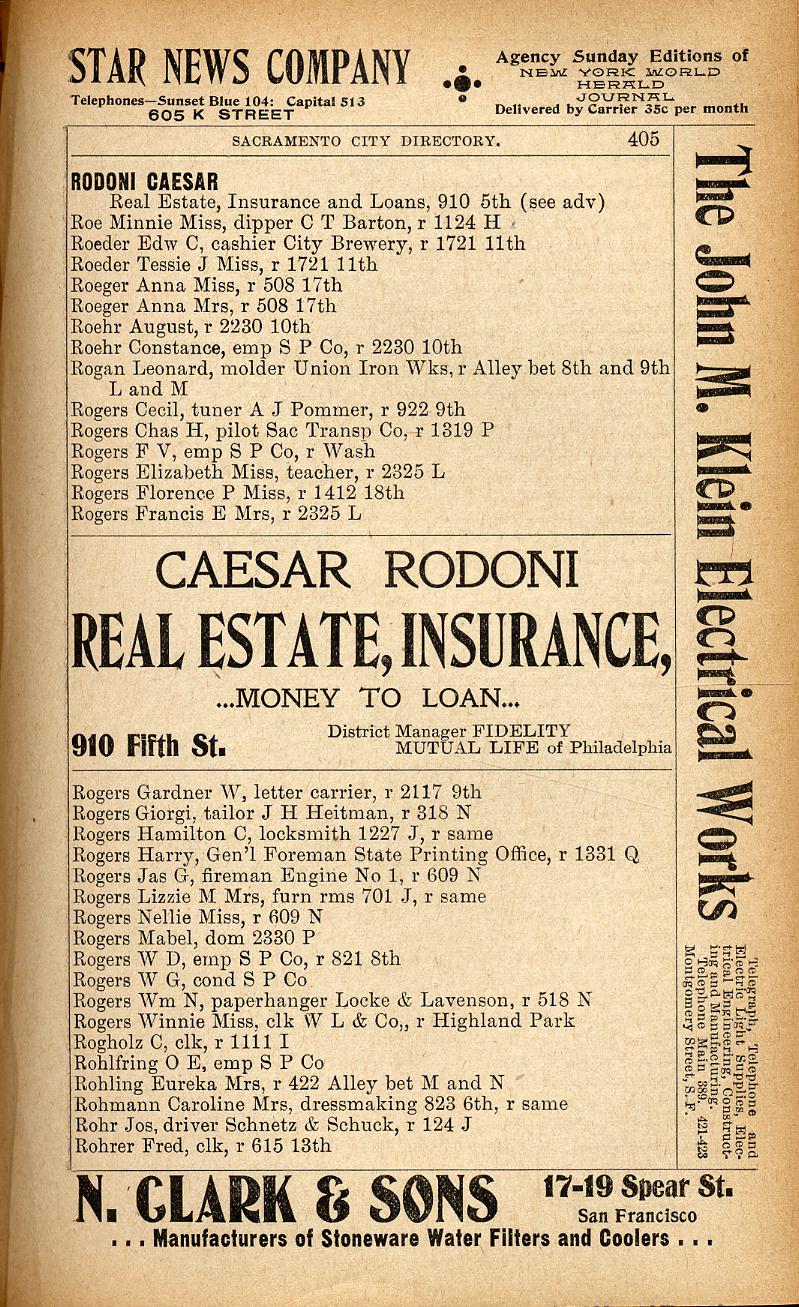 STAR NEWS COMPANY
Telephones—Sunset Blue 104: Capital 513
605 K STREET
Agency Sunday Editions of
NEW YORK WORLD
HERALD
JOURNAL
Delivered by Carrier 35c per month
SACRAMENTO CITY DIRECTORY. 405
RODONI CAESAR
Real Estate, Insurance and Loans, 910 5th (see adv)
Roe Minnie Miss, dipper C T Barton, r 1124 H
Roeder Edw C, cashier City Brewery, r 1721 11th
Roeder Tessie J Miss, r 1721 11th
Roeger Anna Miss, r 508 17th
Roeger Anna Mrs, r 508 17th
Roehr August, r 2230 10th
Roehr Constance, emp S P Co, r 2230 10th
Rogan Leonard, molder Union Iron Wks, r Alley bet 8th and 9th
L and M
Rogers Cecil, tuner A J Pommer, r 922 9th
Rogers Chas H, pilot Sac Transp Co, r 1319 P
Rogers F V, emp S P Co, r Wash
Rogers Elizabeth Miss, teacher, r 2325 L
Rogers Florence P Miss, r 1412 18th
Rogers Francis E Mrs, r 2325 L
CAESAR RODONI
REAL ESTATE, INSURANCE,
...MONEY TO LOAN...
910 Fifth St.
District Manager FIDELITY
MUTUAL LIFE of Philadelphia
Rogers Gardner W, letter carrier, r 2117 9th
Rogers Giorgi, tailor J H Heitman, r 318 N
Rogers Hamilton C, locksmith 1227 J, r same
Rogers Harry, Gen'l Foreman State Printing Office, r 1331 Q
Rogers Jas G, fireman Engine No 1, r 609 N
Rogers Lizzie M Mrs, furn rms 701 J, r same
Rogers Nellie Miss, r 609 N
Rogers Mabel, dom 2330 P
Rogers W D, emp S P Co, r 821 8th
Rogers W G, cond S P Co
Rogers Wm N, paperhanger Locke & Lavenson, r 518 N
Rogers Winnie Miss, clk W L & Co,, r Highland Park
Rogholz C, clk, r 1111 I
Rohlfring O E, emp S P Co
Rohling Eureka Mrs, r 422 Alley bet M and N
Rohmann Caroline Mrs, dressmaking 823 6th, r same
Rohr Jos, driver Schnetz & Schuck, r 124 J
Rohrer Fred, clk, r 615 13th
The John M. Klein Electrical Works
Telegraph, Telephone and
Electric Light Supplies, Elec-
trical Engineering, Construct-
ing and Manufacturing.
Telephone Main 389. 421-423
Montgomery Street, S. F.
N. CLARK & SONS
17-19 Spear St.
San Francisco
... Manufacturers of Stoneware Water Filters and Coolers ...